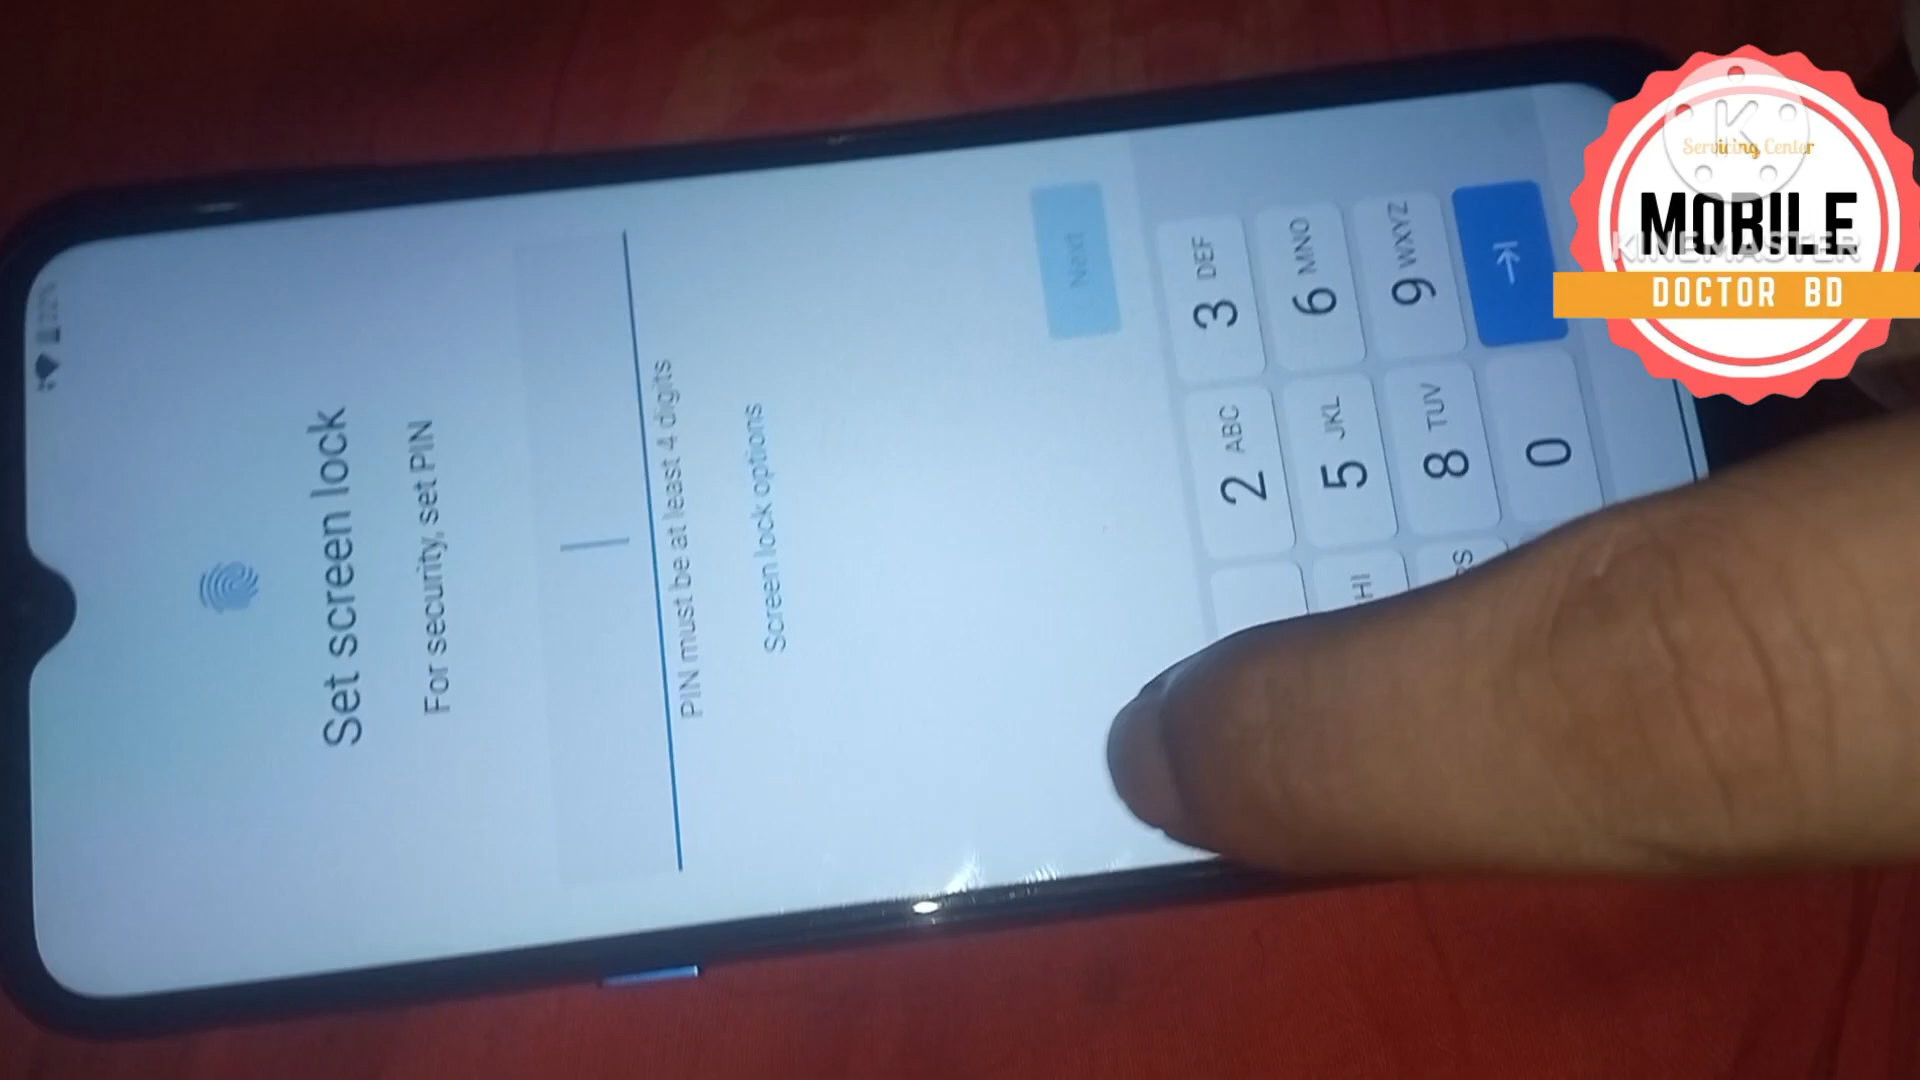 Set screen lock
For security, set PIN
PIN must be at least 4 digits
Screen lock options
Next
2 ABC
3 DEF
5 JKL
6 MNO
8 TUV
9 WXYZ
0
K
Servicing Center
MOBILE
KINEMASTER
DOCTOR BD